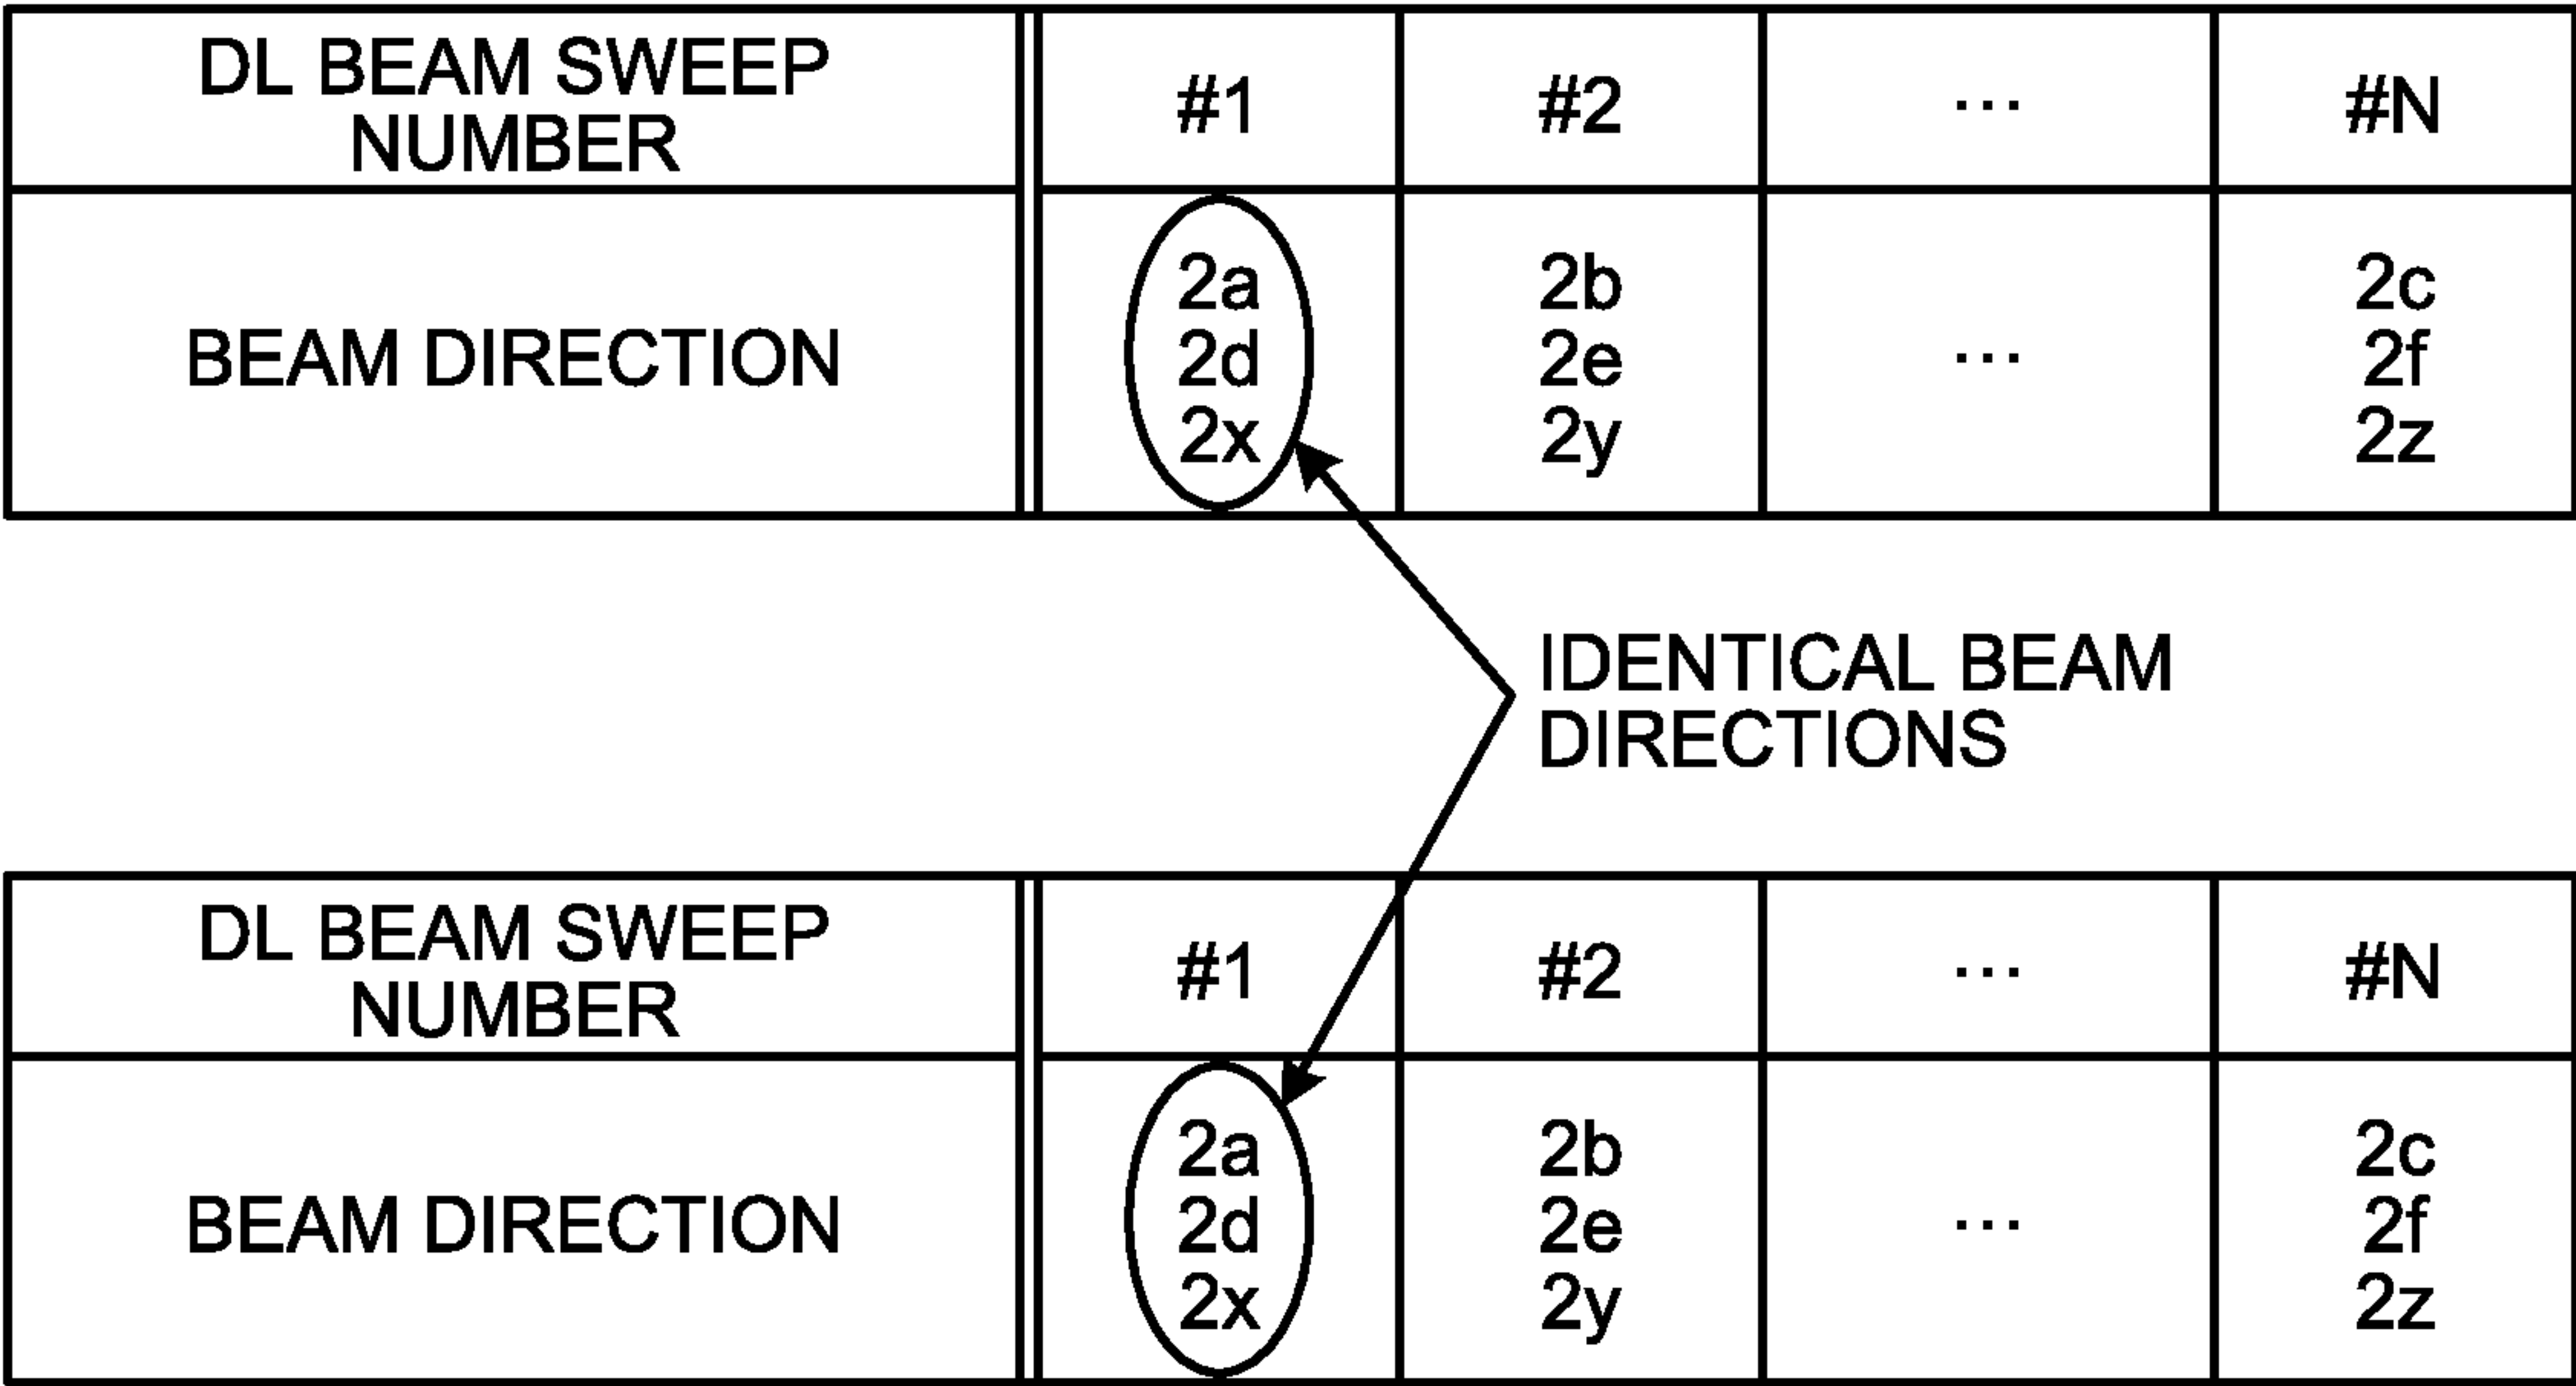 DL BEAM SWEEP
NUMBER
#1
#2
...
#N
BEAM DIRECTION
2a
2d
2x
2b
2e
2y
...
2c
2f
2z
IDENTICAL BEAM
DIRECTIONS
DL BEAM SWEEP
NUMBER
#1
#2
...
#N
BEAM DIRECTION
2a
2d
2x
2b
2e
2y
...
2c
2f
2z